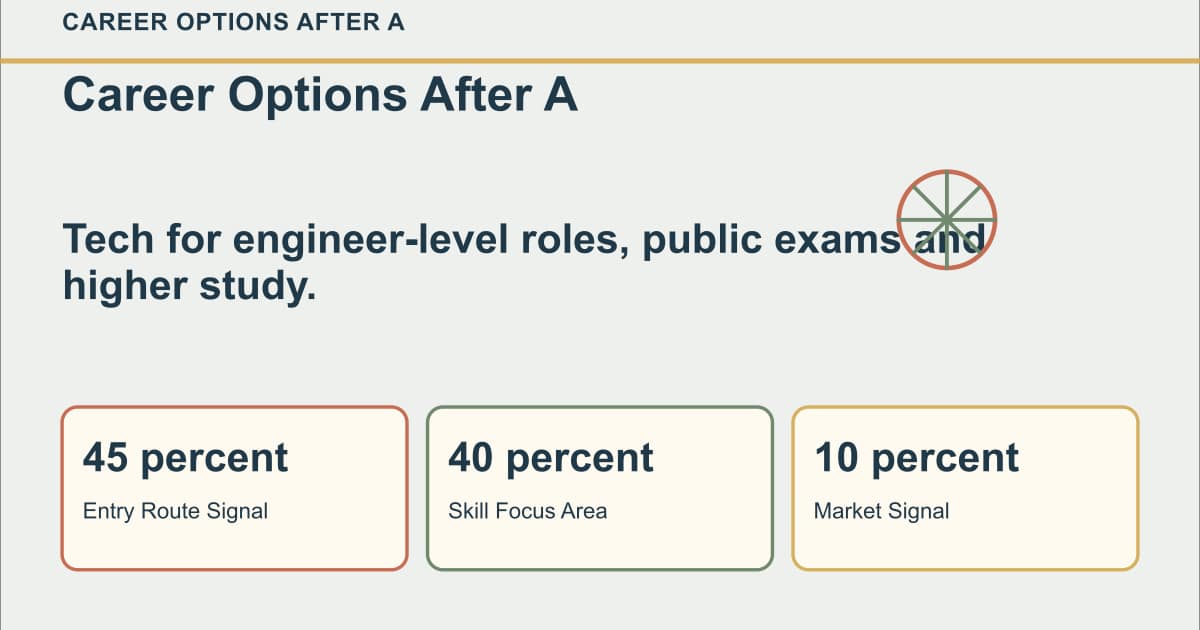 CAREER OPTIONS AFTER A
Career Options After A
Tech for engineer-level roles, public exams and
higher study.
45 percent
Entry Route Signal
40 percent
Skill Focus Area
10 percent
Market Signal